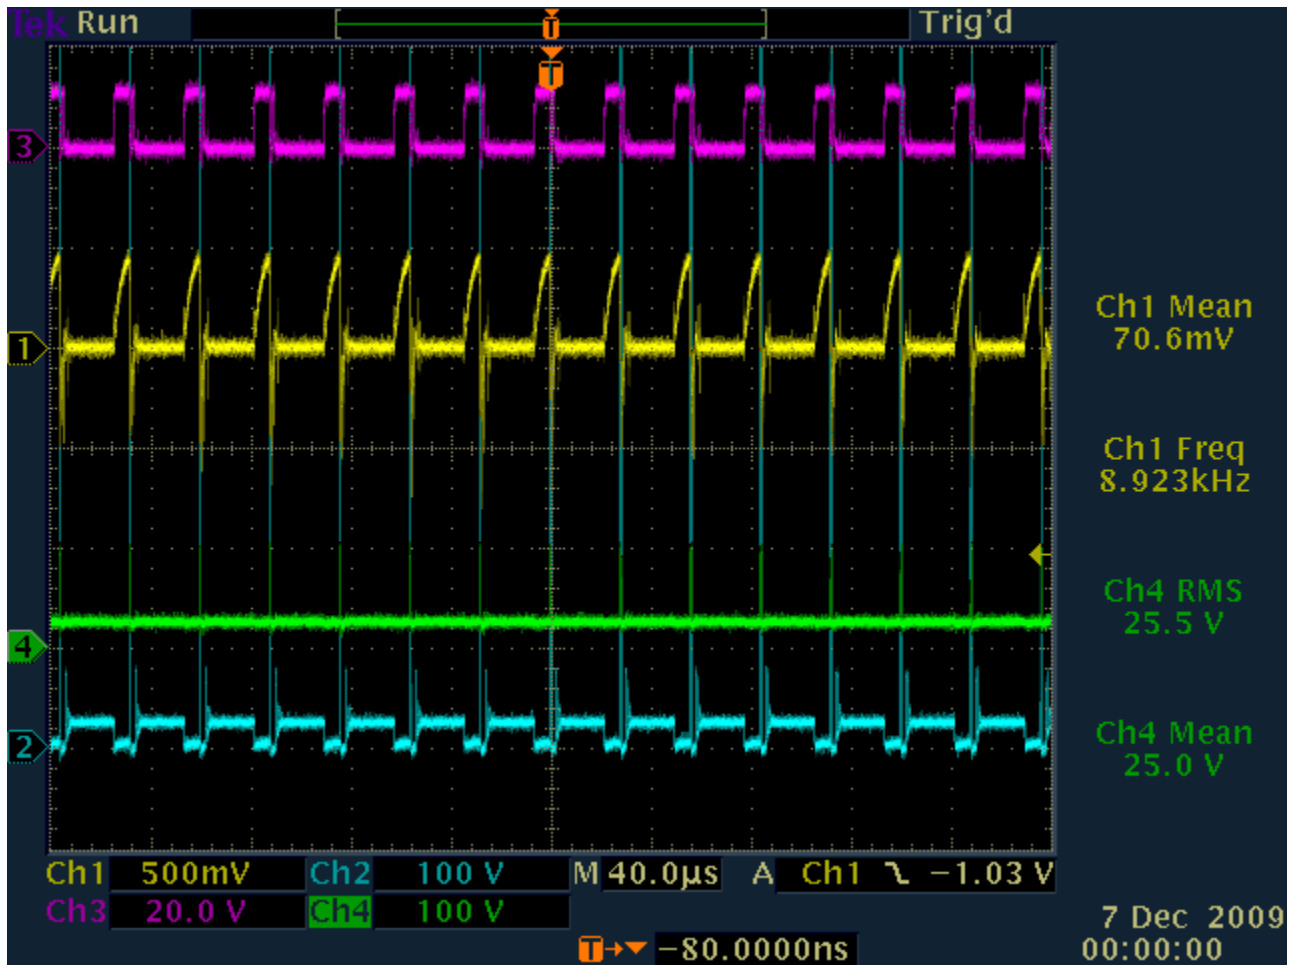 Tek Run Trig'd
T
T
3
1
4
2
Ch1 Mean
70.6mV
Ch1 Freq
8.923kHz
Ch4 RMS
25.5 V
Ch4 Mean
25.0 V
Ch1 500mV Ch2 100 V M 40.0µs A Ch1 −1.03 V
Ch3 20.0 V Ch4 100 V
T→▼ −80.0000ns
7 Dec 2009
00:00:00